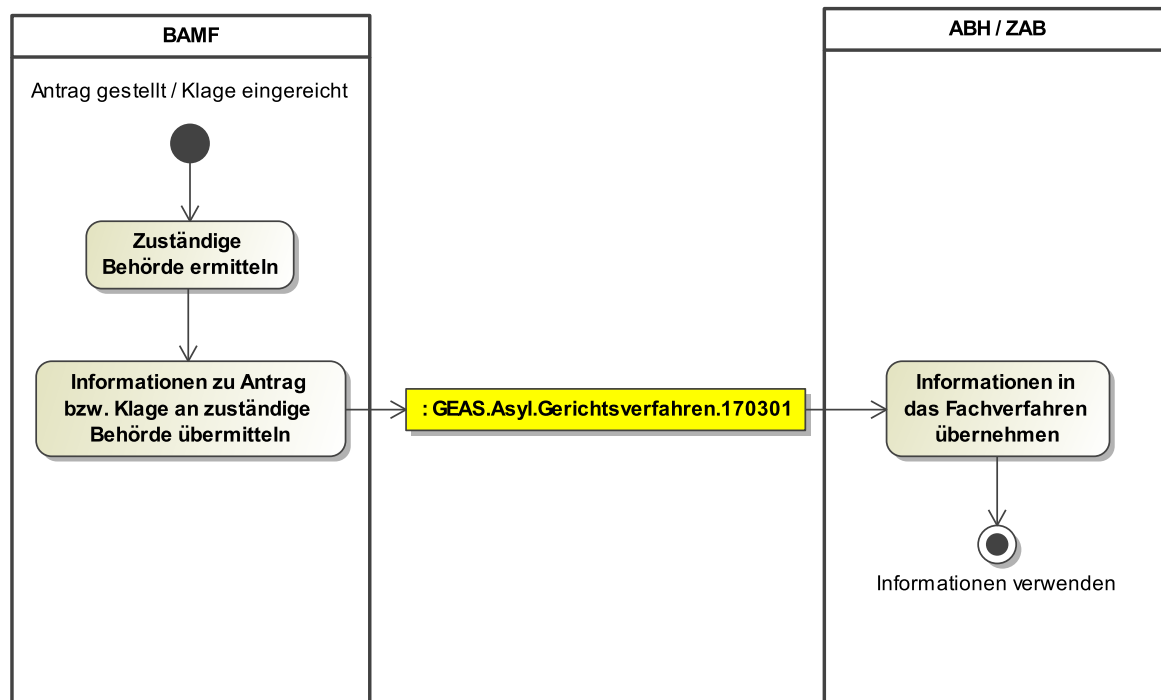 BAMF
ABH / ZAB
Antrag gestellt / Klage eingereicht
Zuständige
Behörde ermitteln
Informationen zu Antrag
bzw. Klage an zuständige
Behörde übermitteln
: GEAS.Asyl.Gerichtsverfahren.170301
Informationen in
das Fachverfahren
übernehmen
Informationen verwenden